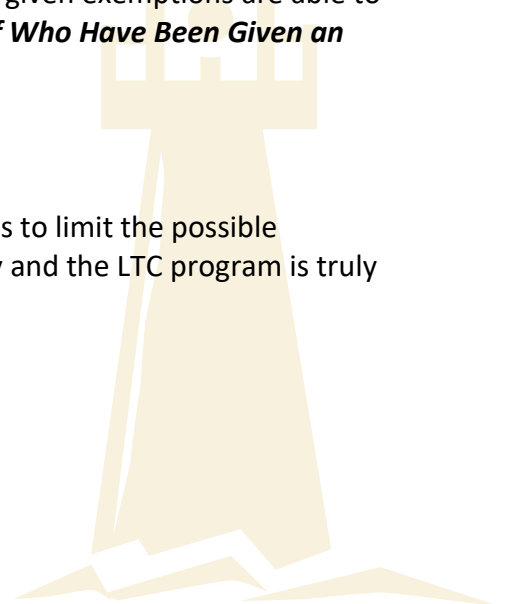 given exemptions are able to
f Who Have Been Given an
s to limit the possible
and the LTC program is truly